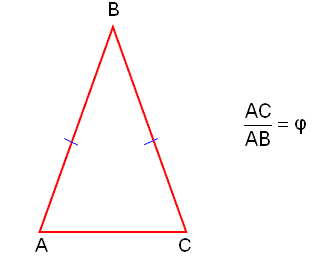 B
AC
AB = φ
A C